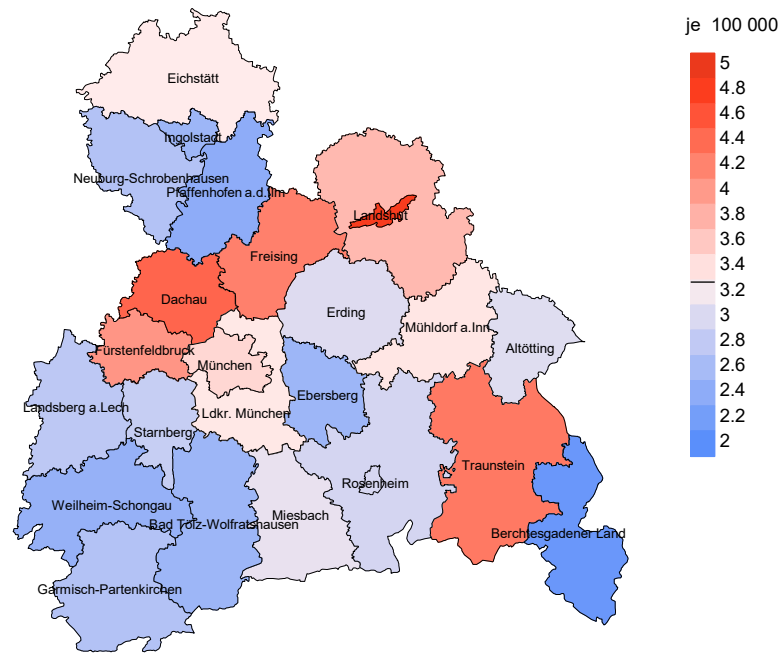 je 100 000
Eichstätt
Ingolstadt
Neuburg-Schrobenhausen
Pfaffenhofen a.d.Ilm
Landshut
Freising
Dachau
Erding
Mühldorf a.Inn
Altötting
Fürstenfeldbruck
München
Ebersberg
Landsberg a.Lech
Ldkr. München
Starnberg
Traunstein
Rosenheim
Weilheim-Schongau
Miesbach
Bad Tölz-Wolfratshausen
Berchtesgadener Land
Garmisch-Partenkirchen
5
4.8
4.6
4.4
4.2
4
3.8
3.6
3.4
3.2
3
2.8
2.6
2.4
2.2
2